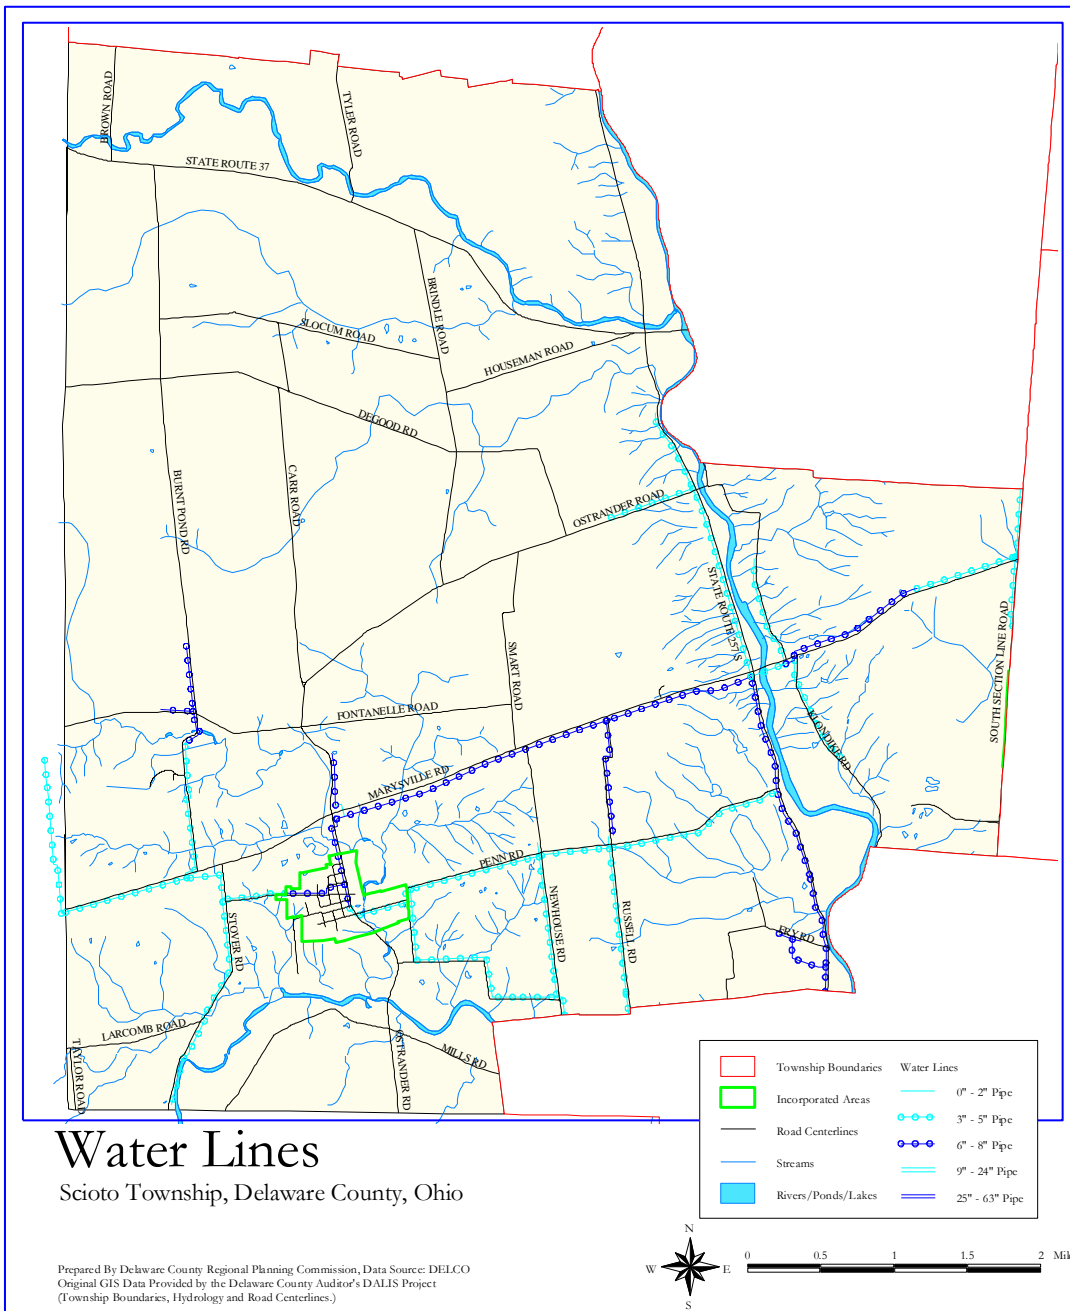 BROWN ROAD
TYLER ROAD
STATE ROUTE 37
BRINDLE ROAD
SLOCUM ROAD
HOUSEMAN ROAD
DEGOOD RD
BURNT POND RD
CARR ROAD
OSTRANDER ROAD
STATE ROUTE 257 S
SMART ROAD
SOUTH SECTION LINE ROAD
FONTANELLE ROAD
KLONDIKE RD
MARYSVILLE RD
PENN RD
NEWHOUSE RD
RUSSELL RD
STOVER RD
FRY RD
LARCOMB ROAD
TAYLOR ROAD
OSTRANDER RD
MILLS RD
Township Boundaries
Incorporated Areas
Road Centerlines
Streams
Rivers/Ponds/Lakes
Water Lines
0" - 2" Pipe
3" - 5" Pipe
6" - 8" Pipe
9" - 24" Pipe
25" - 63" Pipe
Water Lines
Scioto Township, Delaware County, Ohio
N
W E
S
0 0.5 1 1.5 2 Mil
Prepared By Delaware County Regional Planning Commission, Data Source: DELCO
Original GIS Data Provided by the Delaware County Auditor's DALIS Project
(Township Boundaries, Hydrology and Road Centerlines.)